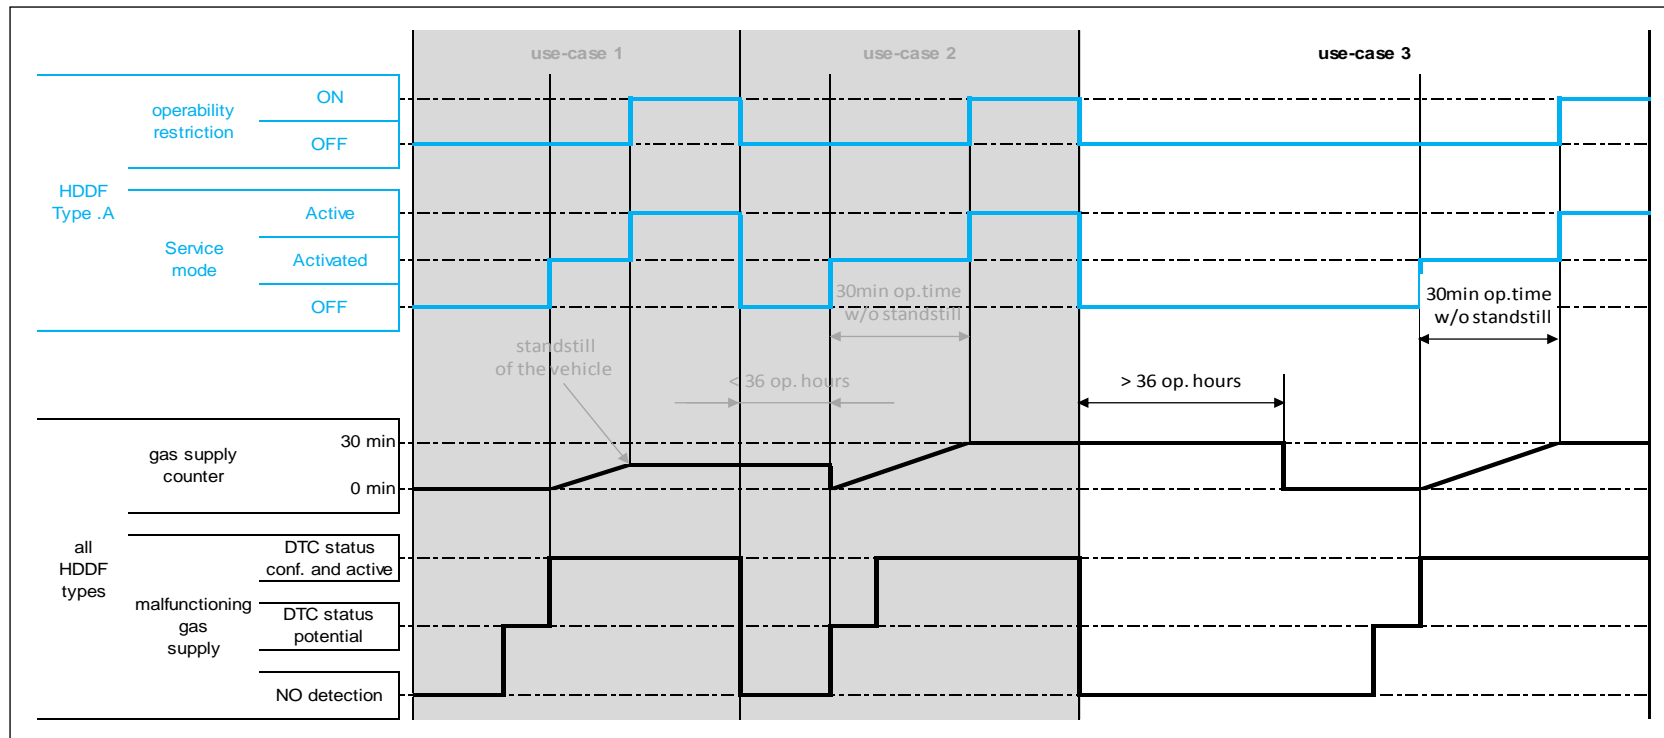 use-case 1
use-case 2
use-case 3
operability
restriction
ON
OFF
HDDF
Type .A
Service
mode
Active
Activated
OFF
30min op.time
w/o standstill
30min op.time
w/o standstill
standstill
of the vehicle
< 36 op. hours
> 36 op. hours
gas supply
counter
30 min
0 min
all
HDDF
types
malfunctioning
gas
supply
DTC status
conf. and active
DTC status
potential
NO detection